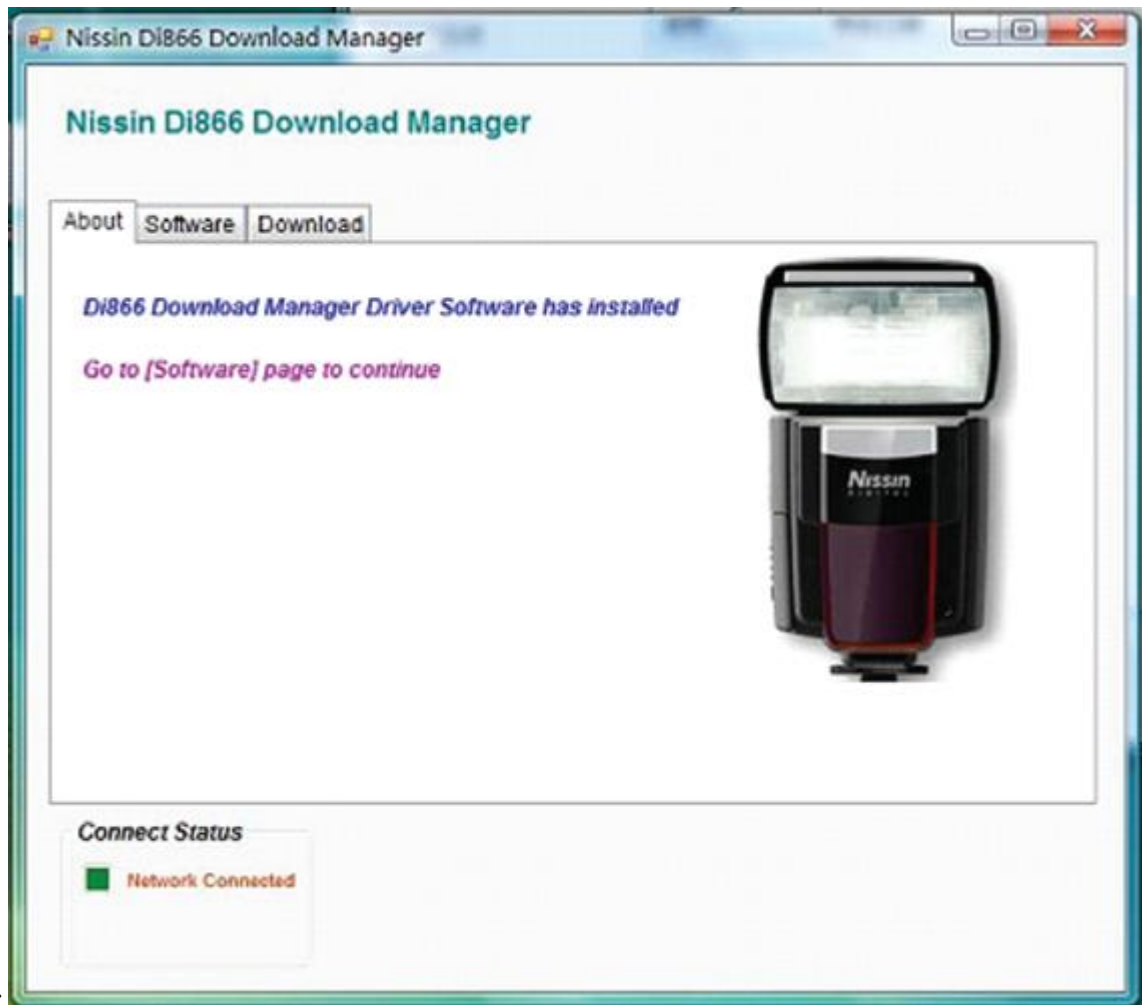 Nissin Di866 Download Manager
Nissin Di866 Download Manager
About Software Download
Di866 Download Manager Driver Software has installed
Go to [Software] page to continue
Nissin
DIGITAL
Connect Status
Network Connected